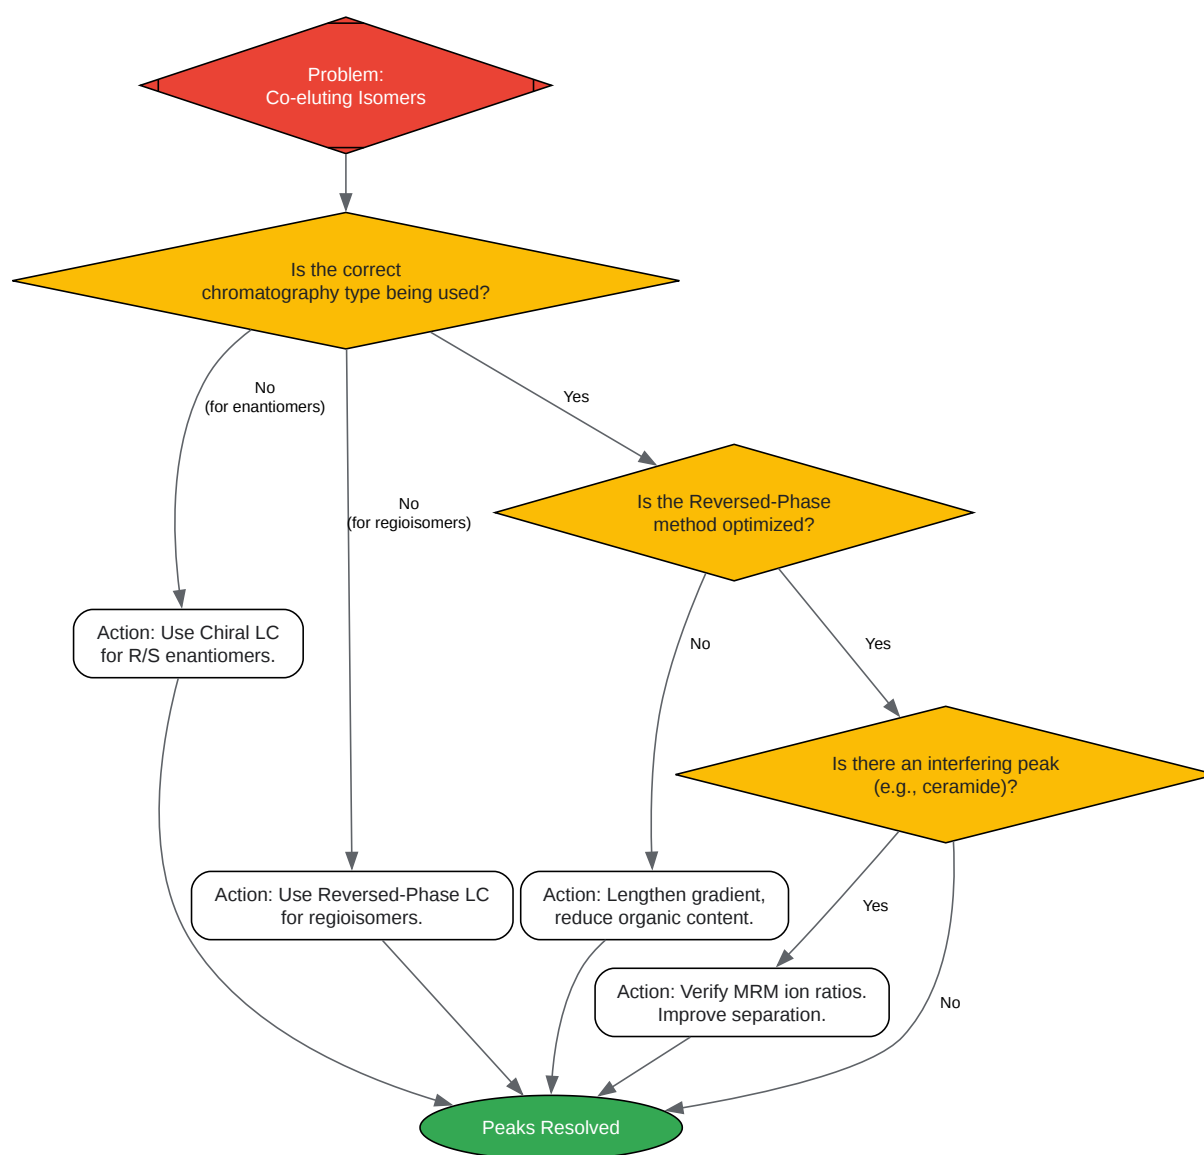 Problem:
Co-eluting Isomers
Is the correct
chromatography type being used?
No
(for enantiomers)
Yes
No
(for regioisomers)
Is the Reversed-Phase
method optimized?
Action: Use Chiral LC
for R/S enantiomers.
No
Yes
Is there an interfering peak
(e.g., ceramide)?
Action: Use Reversed-Phase LC
for regioisomers.
Action: Lengthen gradient,
reduce organic content.
Yes
Action: Verify MRM ion ratios.
Improve separation.
No
Peaks Resolved